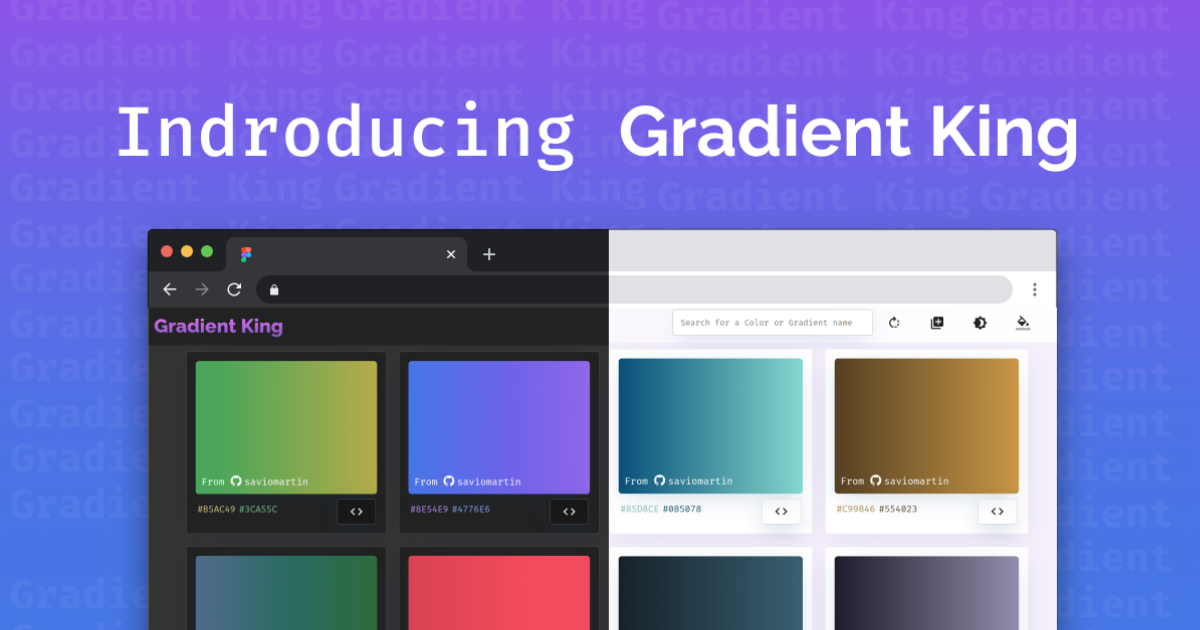 Indroducing Gradient King
Gradient King
Search for a Color or Gradient name
From saviomartin
From saviomartin
From saviomartin
From saviomartin
#B5AC49 #3CA55C
<>
#8E54E9 #4776E6
<>
#85D8CE #085078
<>
#C99846 #554023
<>